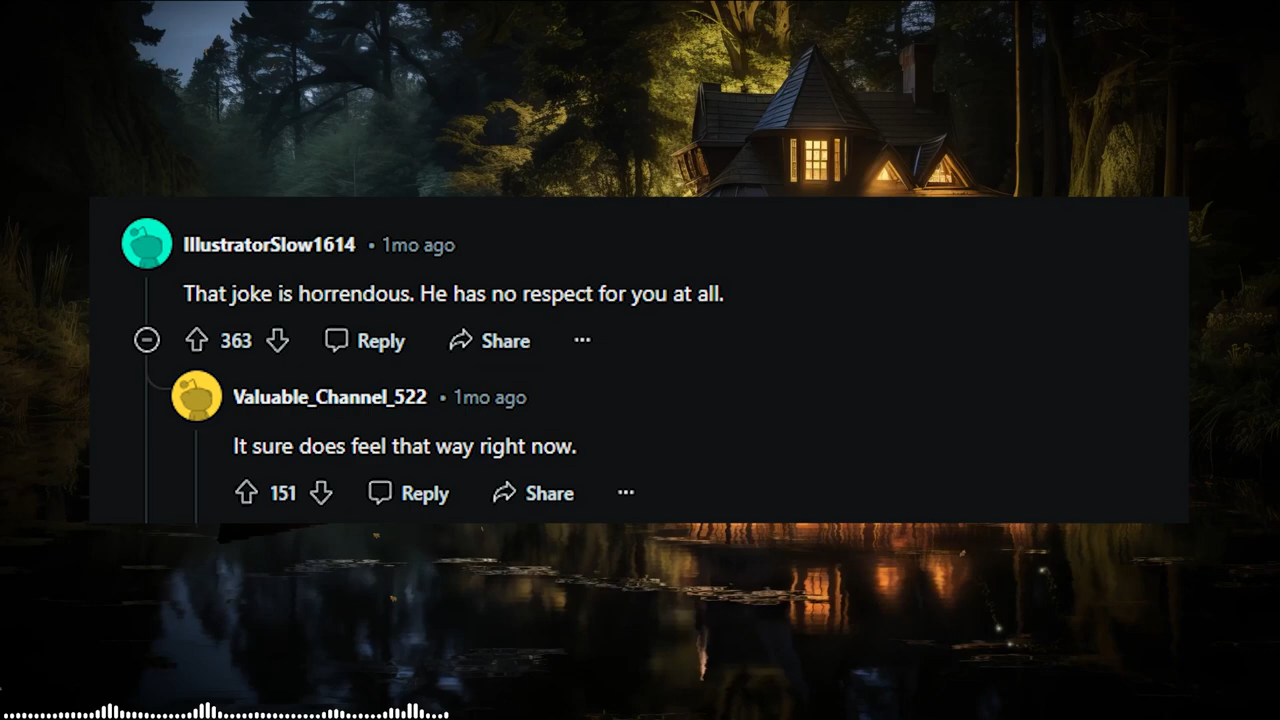 IllustratorSlow1614 • 1mo ago
That joke is horrendous. He has no respect for you at all.
363 Reply Share ...
Valuable_Channel_522 • 1mo ago
It sure does feel that way right now.
151 Reply Share ...